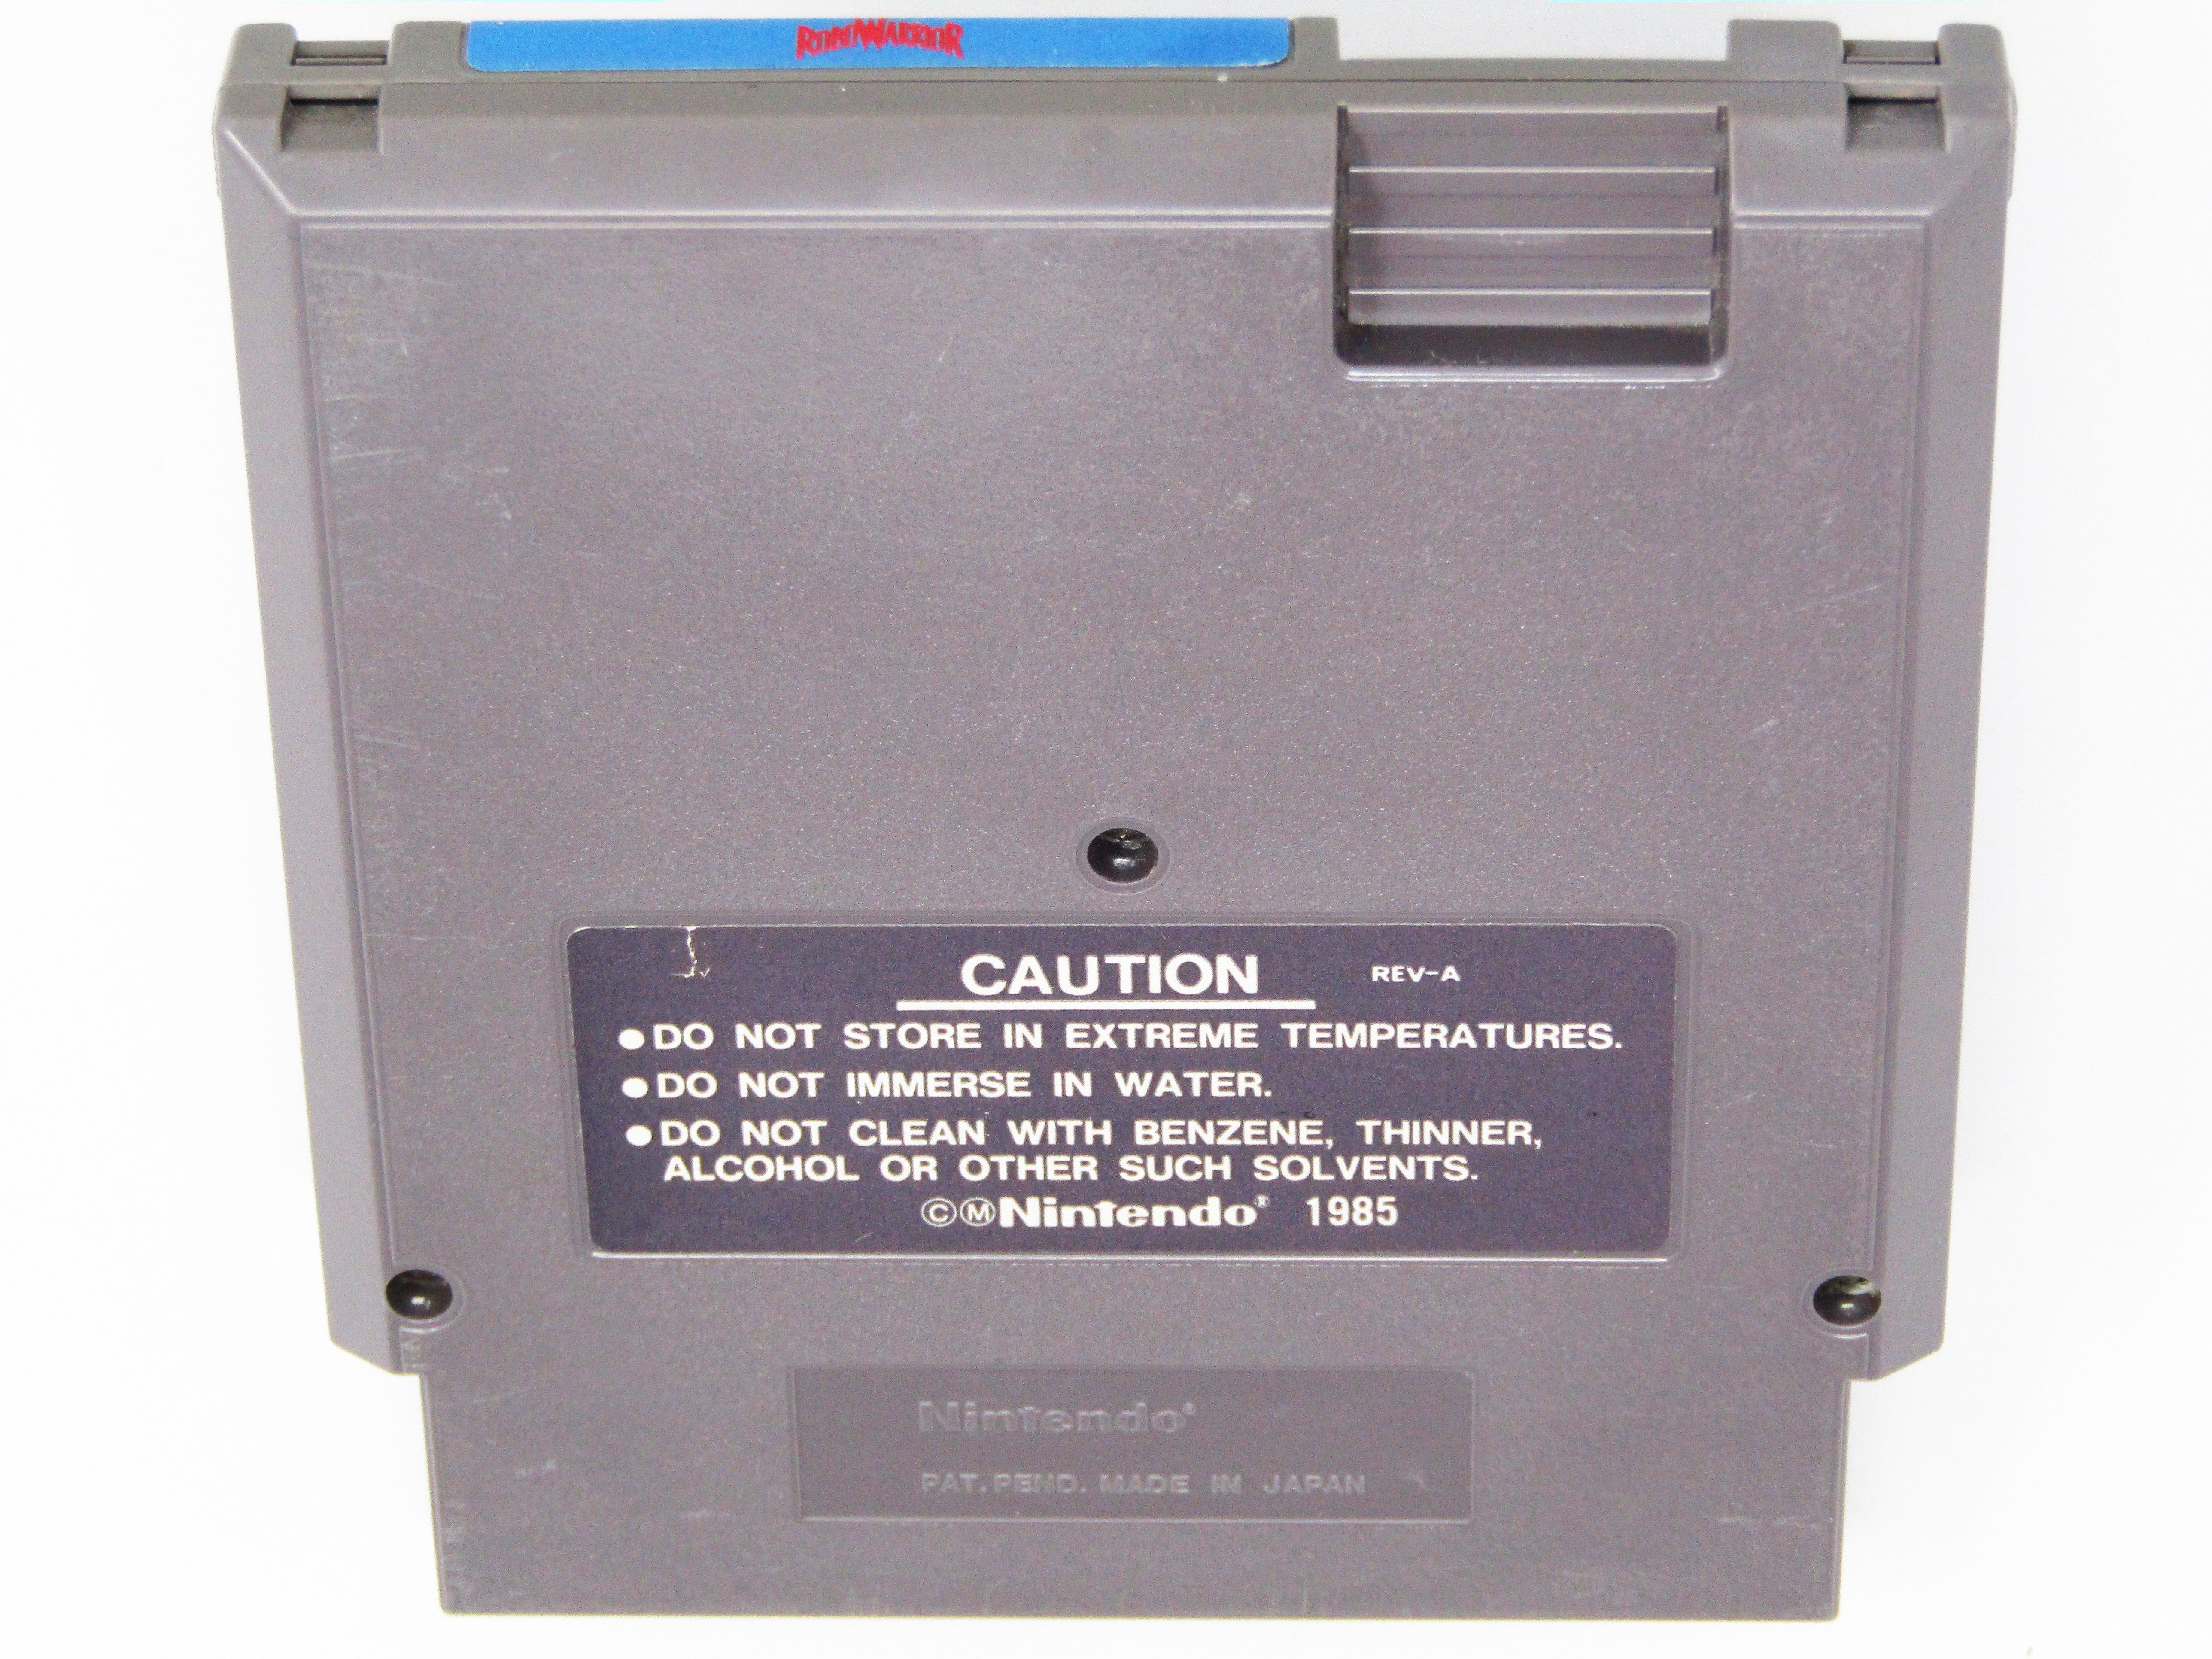 ROBOWARRIOR
CAUTION REV-A
●DO NOT STORE IN EXTREME TEMPERATURES.
●DO NOT IMMERSE IN WATER.
●DO NOT CLEAN WITH BENZENE, THINNER,
ALCOHOL OR OTHER SUCH SOLVENTS.
©ⓂNintendo® 1985
Nintendo®
PAT. PEND. MADE IN JAPAN